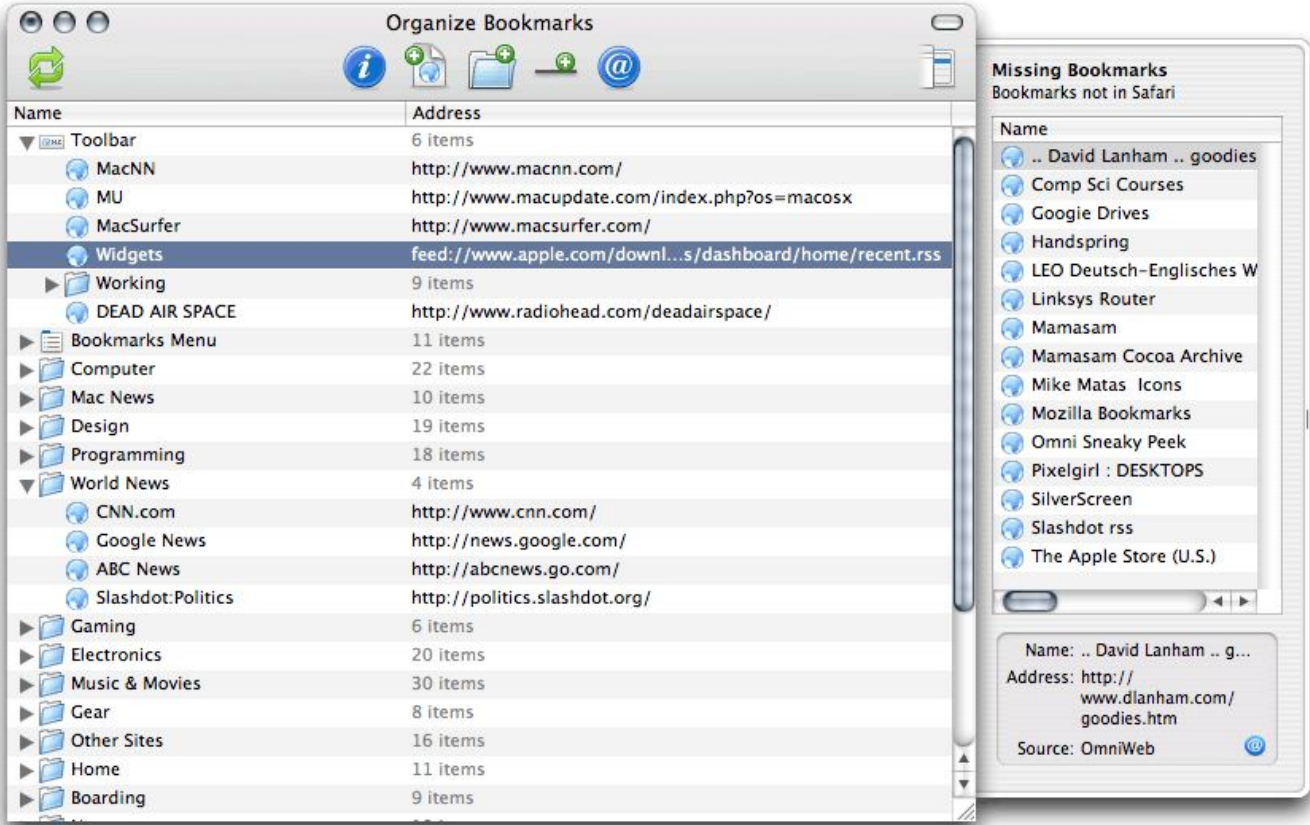 Organize Bookmarks
Name Address
Toolbar 6 items
MacNN http://www.macnn.com/
MU http://www.macupdate.com/index.php?os=macosx
MacSurfer http://www.macsurfer.com/
Widgets feed://www.apple.com/downl...s/dashboard/home/recent.rss
Working 9 items
DEAD AIR SPACE http://www.radiohead.com/deadairspace/
Bookmarks Menu 11 items
Computer 22 items
Mac News 10 items
Design 19 items
Programming 18 items
World News 4 items
CNN.com http://www.cnn.com/
Google News http://news.google.com/
ABC News http://abcnews.go.com/
Slashdot:Politics http://politics.slashdot.org/
Gaming 6 items
Electronics 20 items
Music & Movies 30 items
Gear 8 items
Other Sites 16 items
Home 11 items
Boarding 9 items
Missing Bookmarks
Bookmarks not in Safari
Name
.. David Lanham .. goodies
Comp Sci Courses
Googie Drives
Handspring
LEO Deutsch-Englisches W
Linksys Router
Mamasam
Mamasam Cocoa Archive
Mike Matas Icons
Mozilla Bookmarks
Omni Sneaky Peek
Pixelgirl : DESKTOPS
SilverScreen
Slashdot rss
The Apple Store (U.S.)
Name: .. David Lanham .. g...
Address: http://
www.dlanham.com/
goodies.htm
Source: OmniWeb